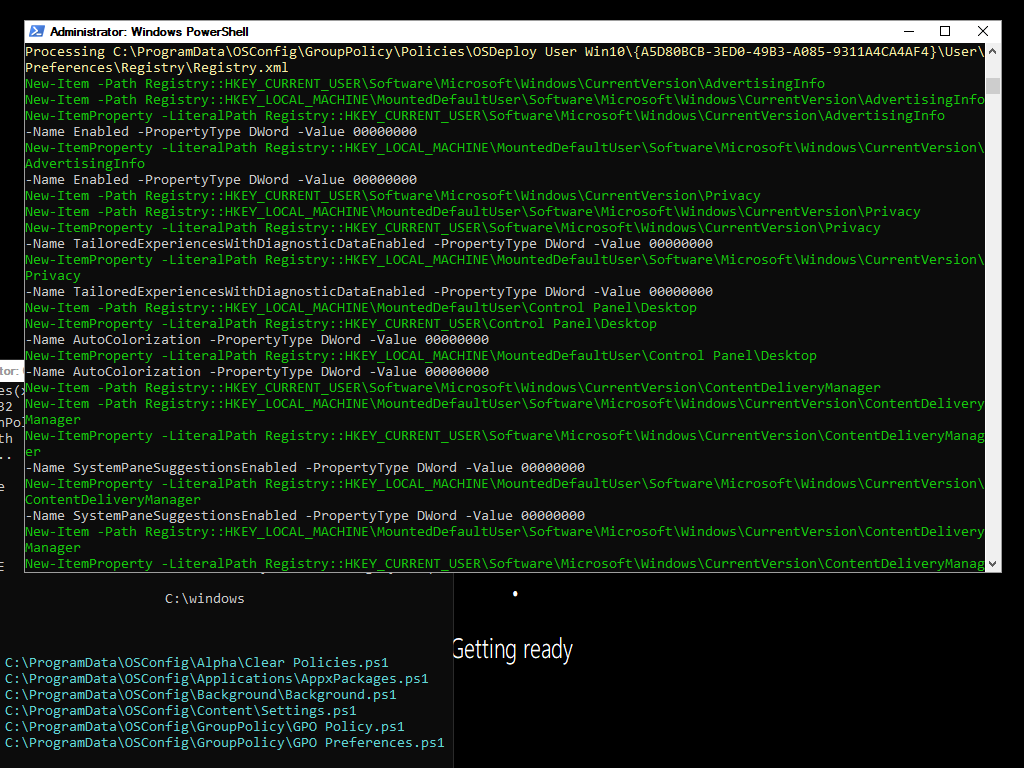 Administrator: Windows PowerShell
Processing C:\ProgramData\OSConfig\GroupPolicy\Policies\OSDeploy User Win10\{A5D80BCB-3ED0-49B3-A085-9311A4CA4AF4}\User\
Preferences\Registry\Registry.xml
New-Item -Path Registry::HKEY_CURRENT_USER\Software\Microsoft\Windows\CurrentVersion\AdvertisingInfo
New-Item -Path Registry::HKEY_LOCAL_MACHINE\MountedDefaultUser\Software\Microsoft\Windows\CurrentVersion\AdvertisingInfo
New-ItemProperty -LiteralPath Registry::HKEY_CURRENT_USER\Software\Microsoft\Windows\CurrentVersion\AdvertisingInfo
-Name Enabled -PropertyType DWord -Value 00000000
New-ItemProperty -LiteralPath Registry::HKEY_LOCAL_MACHINE\MountedDefaultUser\Software\Microsoft\Windows\CurrentVersion\
AdvertisingInfo
-Name Enabled -PropertyType DWord -Value 00000000
New-Item -Path Registry::HKEY_CURRENT_USER\Software\Microsoft\Windows\CurrentVersion\Privacy
New-Item -Path Registry::HKEY_LOCAL_MACHINE\MountedDefaultUser\Software\Microsoft\Windows\CurrentVersion\Privacy
New-ItemProperty -LiteralPath Registry::HKEY_CURRENT_USER\Software\Microsoft\Windows\CurrentVersion\Privacy
-Name TailoredExperiencesWithDiagnosticDataEnabled -PropertyType DWord -Value 00000000
New-ItemProperty -LiteralPath Registry::HKEY_LOCAL_MACHINE\MountedDefaultUser\Software\Microsoft\Windows\CurrentVersion\
Privacy
-Name TailoredExperiencesWithDiagnosticDataEnabled -PropertyType DWord -Value 00000000
New-Item -Path Registry::HKEY_LOCAL_MACHINE\MountedDefaultUser\Control Panel\Desktop
New-ItemProperty -LiteralPath Registry::HKEY_CURRENT_USER\Control Panel\Desktop
-Name AutoColorization -PropertyType DWord -Value 00000000
New-ItemProperty -LiteralPath Registry::HKEY_LOCAL_MACHINE\MountedDefaultUser\Control Panel\Desktop
-Name AutoColorization -PropertyType DWord -Value 00000000
New-Item -Path Registry::HKEY_CURRENT_USER\Software\Microsoft\Windows\CurrentVersion\ContentDeliveryManager
New-Item -Path Registry::HKEY_LOCAL_MACHINE\MountedDefaultUser\Software\Microsoft\Windows\CurrentVersion\ContentDelivery
Manager
New-ItemProperty -LiteralPath Registry::HKEY_CURRENT_USER\Software\Microsoft\Windows\CurrentVersion\ContentDeliveryManag
er
-Name SystemPaneSuggestionsEnabled -PropertyType DWord -Value 00000000
New-ItemProperty -LiteralPath Registry::HKEY_LOCAL_MACHINE\MountedDefaultUser\Software\Microsoft\Windows\CurrentVersion\
ContentDeliveryManager
-Name SystemPaneSuggestionsEnabled -PropertyType DWord -Value 00000000
New-Item -Path Registry::HKEY_LOCAL_MACHINE\MountedDefaultUser\Software\Microsoft\Windows\CurrentVersion\ContentDelivery
Manager
New-ItemProperty -LiteralPath Registry::HKEY_CURRENT_USER\Software\Microsoft\Windows\CurrentVersion\ContentDeliveryManag
tor:
es(
32
nPol
th
..
e
E
C:\windows
Getting ready
C:\ProgramData\OSConfig\Alpha\Clear Policies.ps1
C:\ProgramData\OSConfig\Applications\AppxPackages.ps1
C:\ProgramData\OSConfig\Background\Background.ps1
C:\ProgramData\OSConfig\Content\Settings.ps1
C:\ProgramData\OSConfig\GroupPolicy\GPO Policy.ps1
C:\ProgramData\OSConfig\GroupPolicy\GPO Preferences.ps1